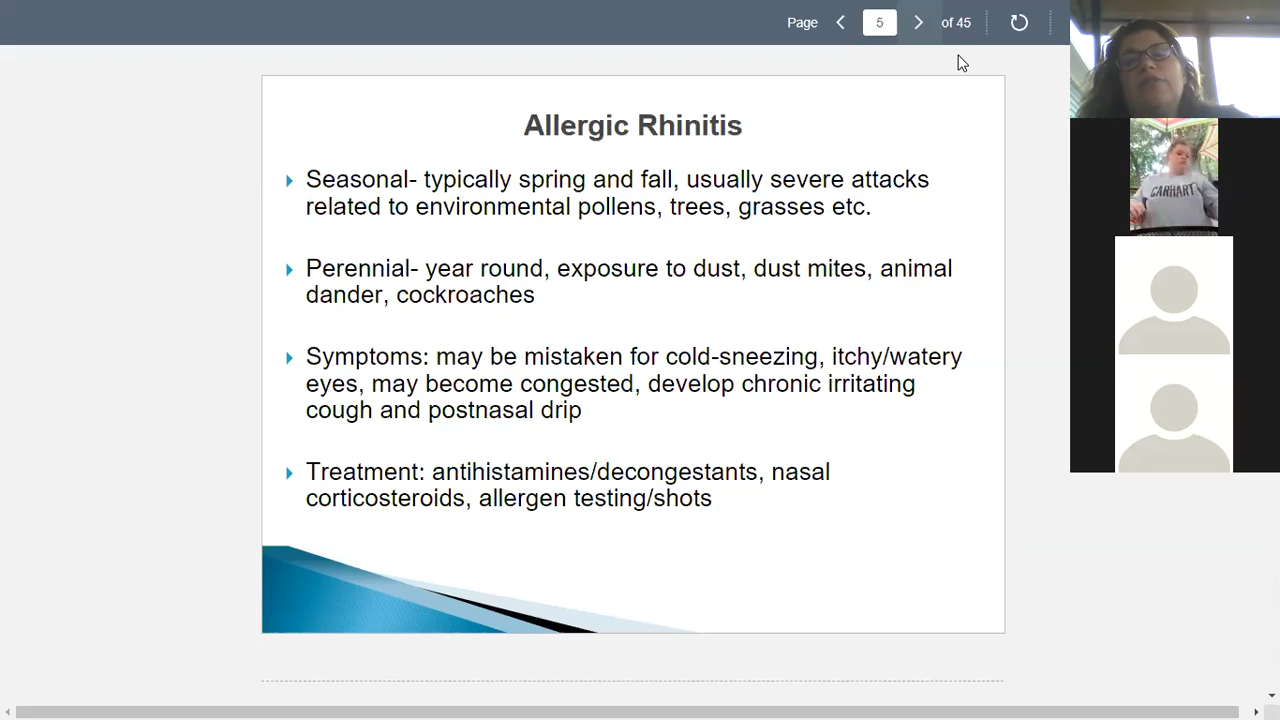 Page 5 of 45
Allergic Rhinitis
Seasonal- typically spring and fall, usually severe attacks
related to environmental pollens, trees, grasses etc.
Perennial- year round, exposure to dust, dust mites, animal
dander, cockroaches
Symptoms: may be mistaken for cold-sneezing, itchy/watery
eyes, may become congested, develop chronic irritating
cough and postnasal drip
Treatment: antihistamines/decongestants, nasal
corticosteroids, allergen testing/shots
CARHART